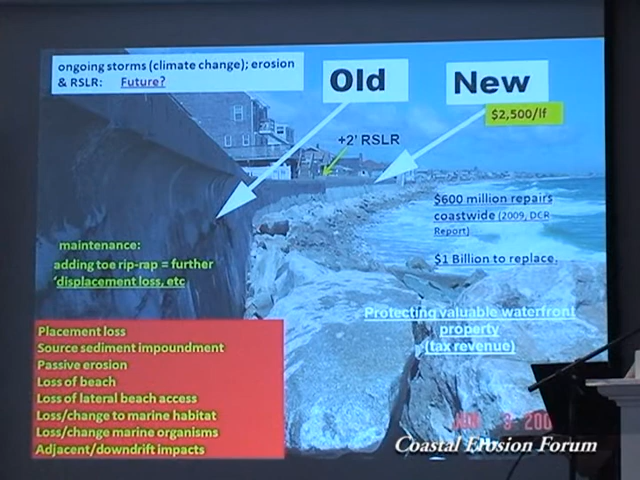 ongoing storms (climate change); erosion
& RSLR: Future?
Old
New
$2,500/lf
+2' RSLR
$600 million repairs
coastwide (2009, DCR
Report)
$1 Billion to replace.
maintenance:
adding toe rip-rap = further
'displacement loss, etc
Protecting valuable waterfront
property
(tax revenue)
Placement loss
Source sediment impoundment
Passive erosion
Loss of beach
Loss of lateral beach access
Loss/change to marine habitat
Loss/change marine organisms
Adjacent/downdrift impacts
Coastal Erosion Forum